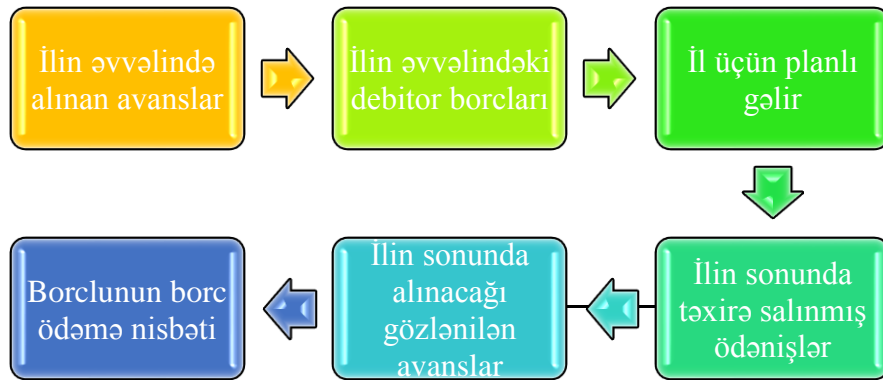 İlin əvvəlində
alınan avanslar
İlin əvvəlindəki
debitor borcları
İl üçün planlı
gəlir
İlin sonunda
təxirə salınmış
ödənişlər
İlin sonunda
alınacağı
gözlənilən
avanslar
Borclunun borc
ödəmə nisbəti